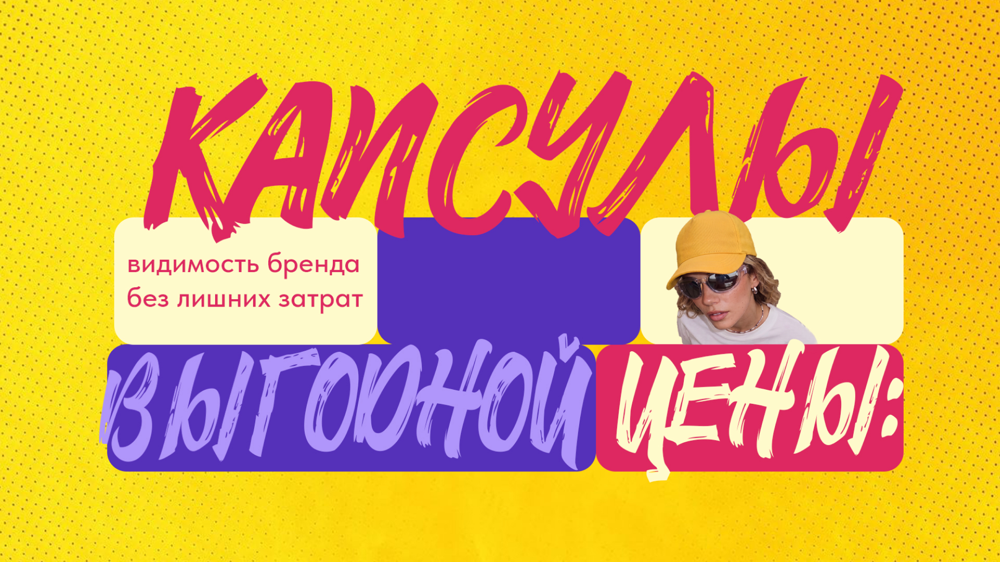 КАПСУЛЫ
видимость бренда
без лишних затрат
ВЫГОДНОЙ ЦЕНЫ: